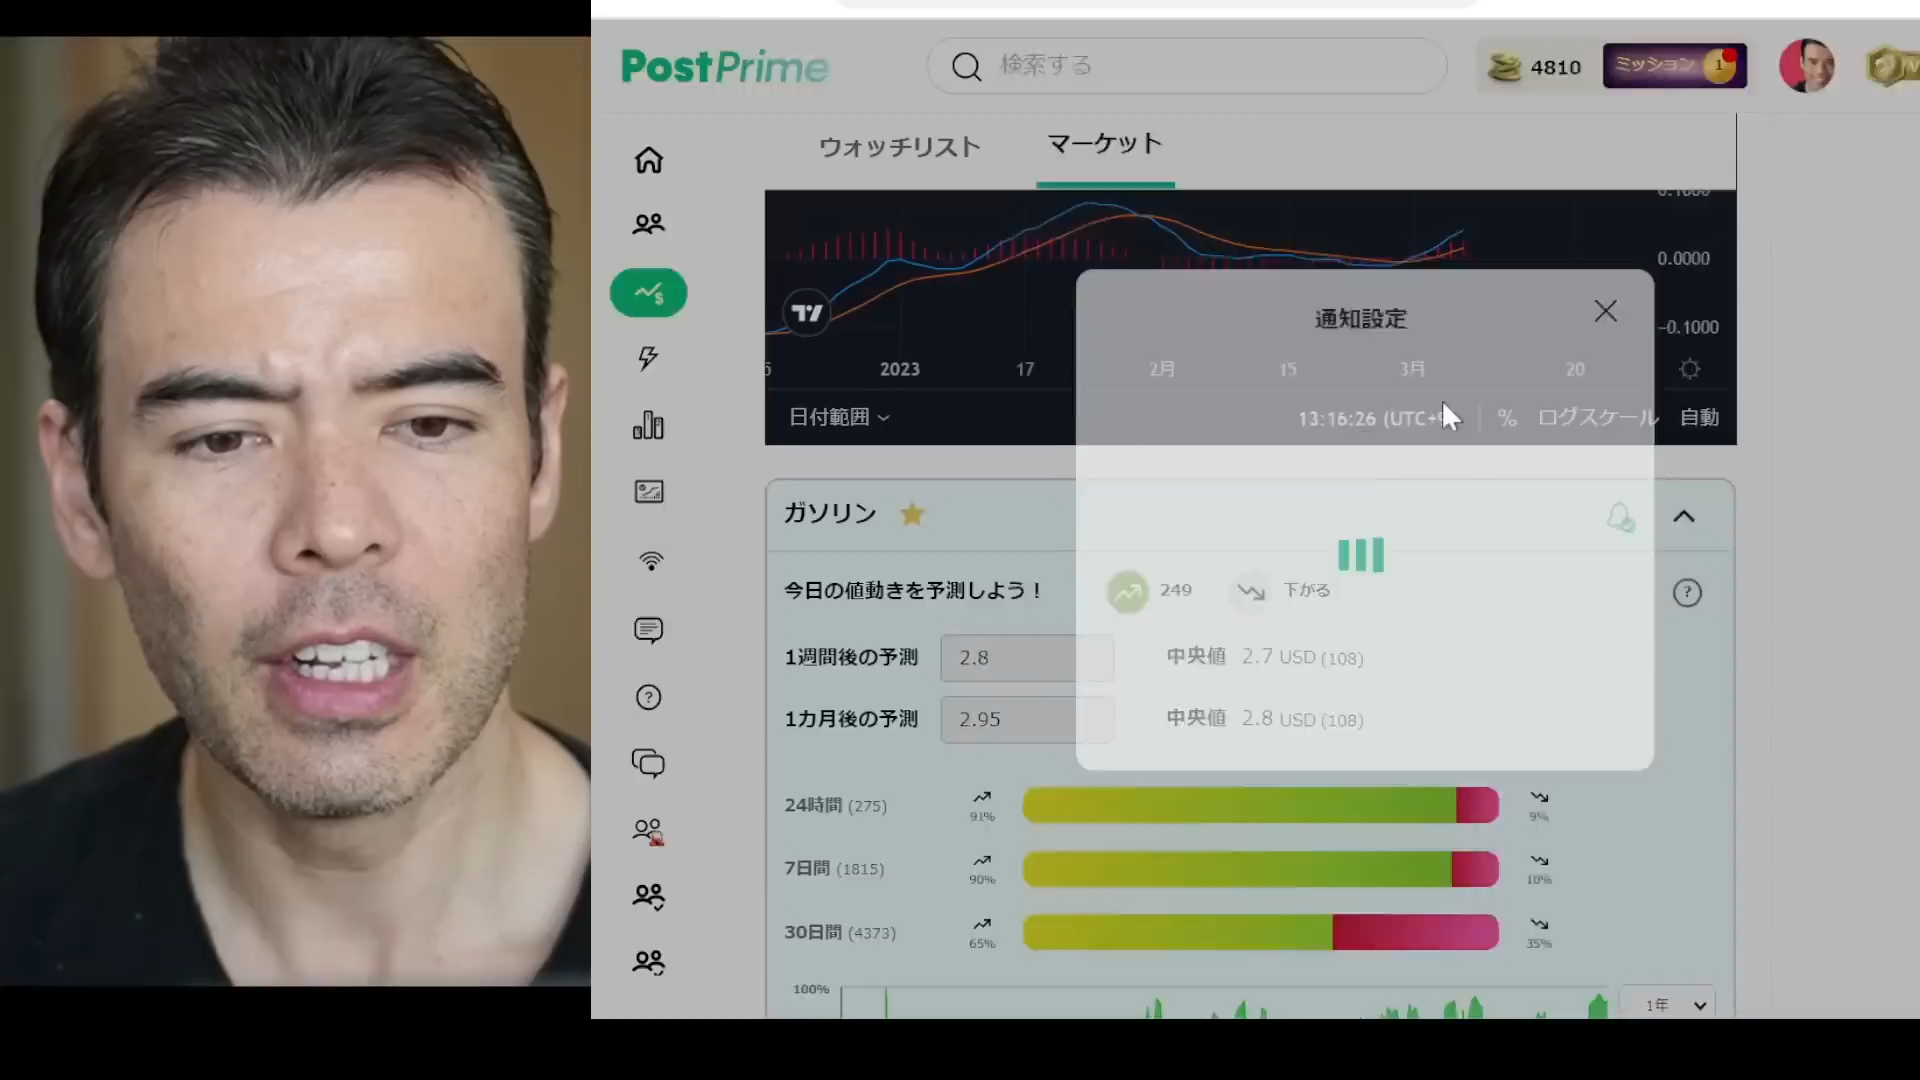 PostPrime
検索する
4810
ミッション 1
ウォッチリスト
マーケット
0.0000
-0.1000
2023
17
2月
15
3月
20
通知設定
日付範囲
13:16:26 (UTC+
%
ログスケール
自動
ガソリン
今日の値動きを予測しよう！
249
下がる
?
1週間後の予測
2.8
中央値 2.7 USD (108)
1カ月後の予測
2.95
中央値 2.8 USD (108)
24時間 (275)
91%
9%
7日間 (1815)
90%
10%
30日間 (4373)
65%
35%
100%
1年